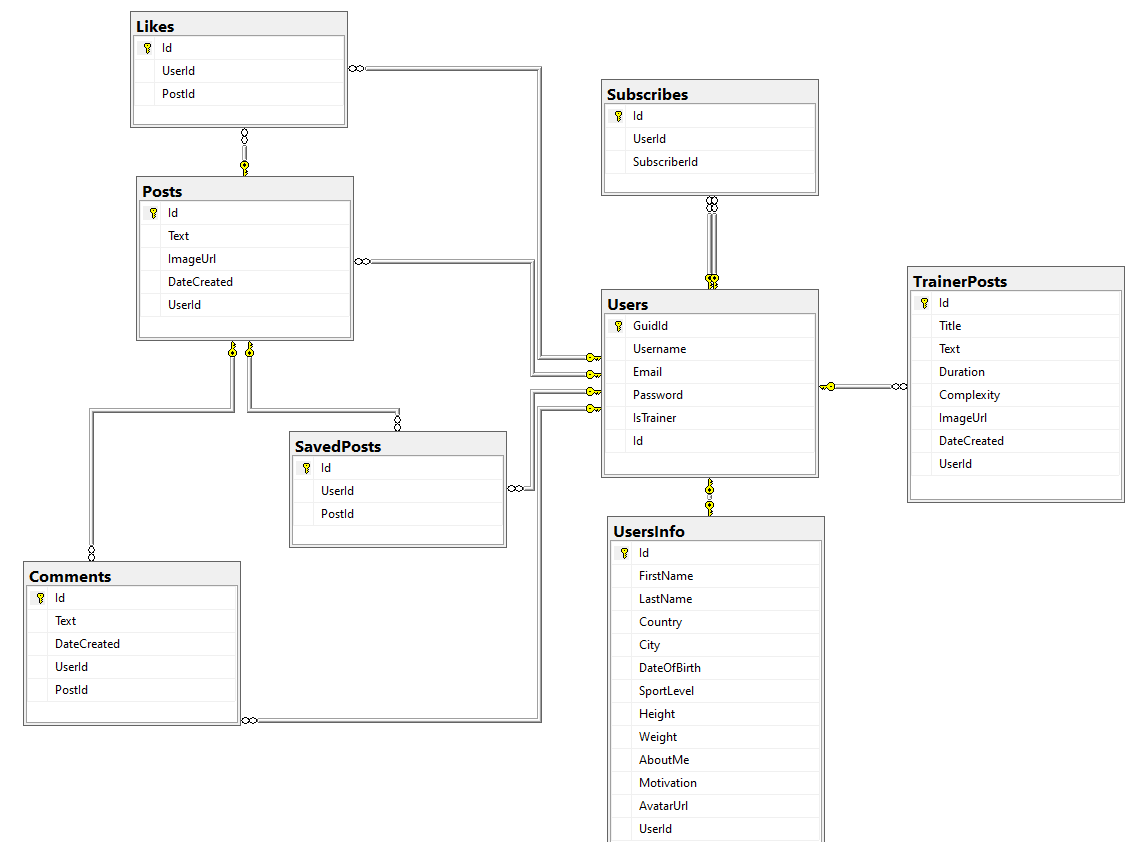 Likes
Id
UserId
PostId
Subscribes
Id
UserId
SubscriberId
Posts
Id
Text
ImageUrl
DateCreated
UserId
Users
GuidId
Username
Email
Password
IsTrainer
Id
TrainerPosts
Id
Title
Text
Duration
Complexity
ImageUrl
DateCreated
UserId
SavedPosts
Id
UserId
PostId
UsersInfo
Id
FirstName
LastName
Country
City
DateOfBirth
SportLevel
Height
Weight
AboutMe
Motivation
AvatarUrl
UserId
Comments
Id
Text
DateCreated
UserId
PostId